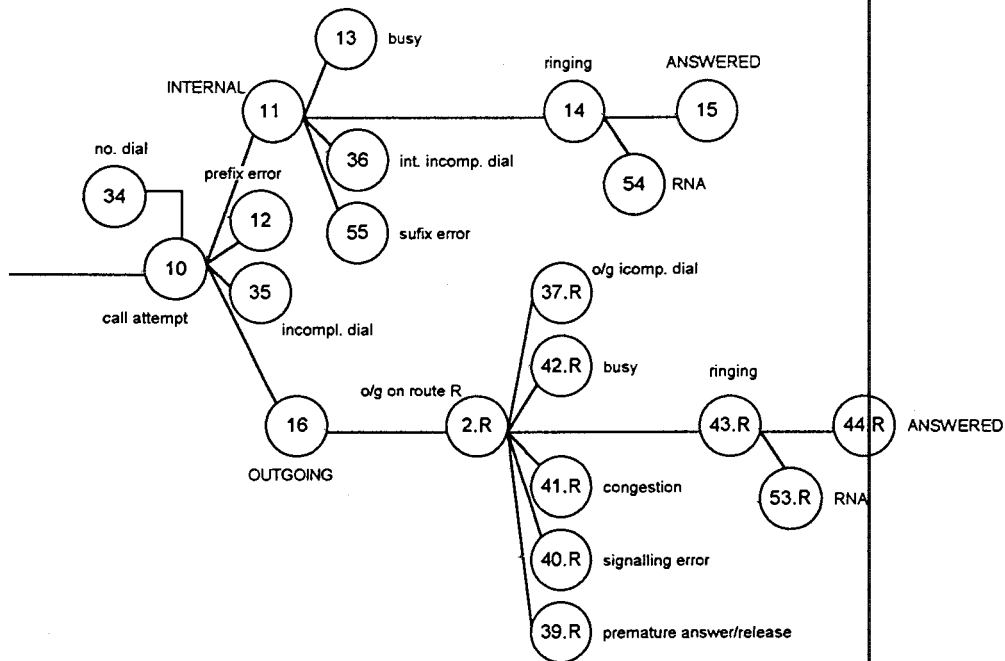 13
busy
INTERNAL
11
ringing
14
ANSWERED
15
no. dial
34
36
int. incomp. dial
54
RNA
prefix error
12
55
sufix error
10
call attempt
35
incompl. dial
o/g icomp. dial
37.R
42.R
busy
ringing
o/g on route R
16
OUTGOING
2.R
43.R
44.R
ANSWERED
41.R
congestion
53.R
RNA
40.R
signalling error
39.R
premature answer/release